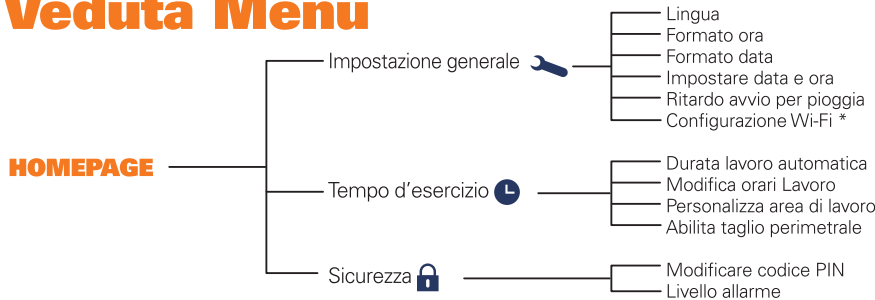 Veduta Menu
HOMEPAGE
Impostazione generale
Lingua
Formato ora
Formato data
Impostare data e ora
Ritardo avvio per pioggia
Configurazione Wi-Fi *
Tempo d'esercizio
Durata lavoro automatica
Modifica orari Lavoro
Personalizza area di lavoro
Abilita taglio perimetrale
Sicurezza
Modificare codice PIN
Livello allarme